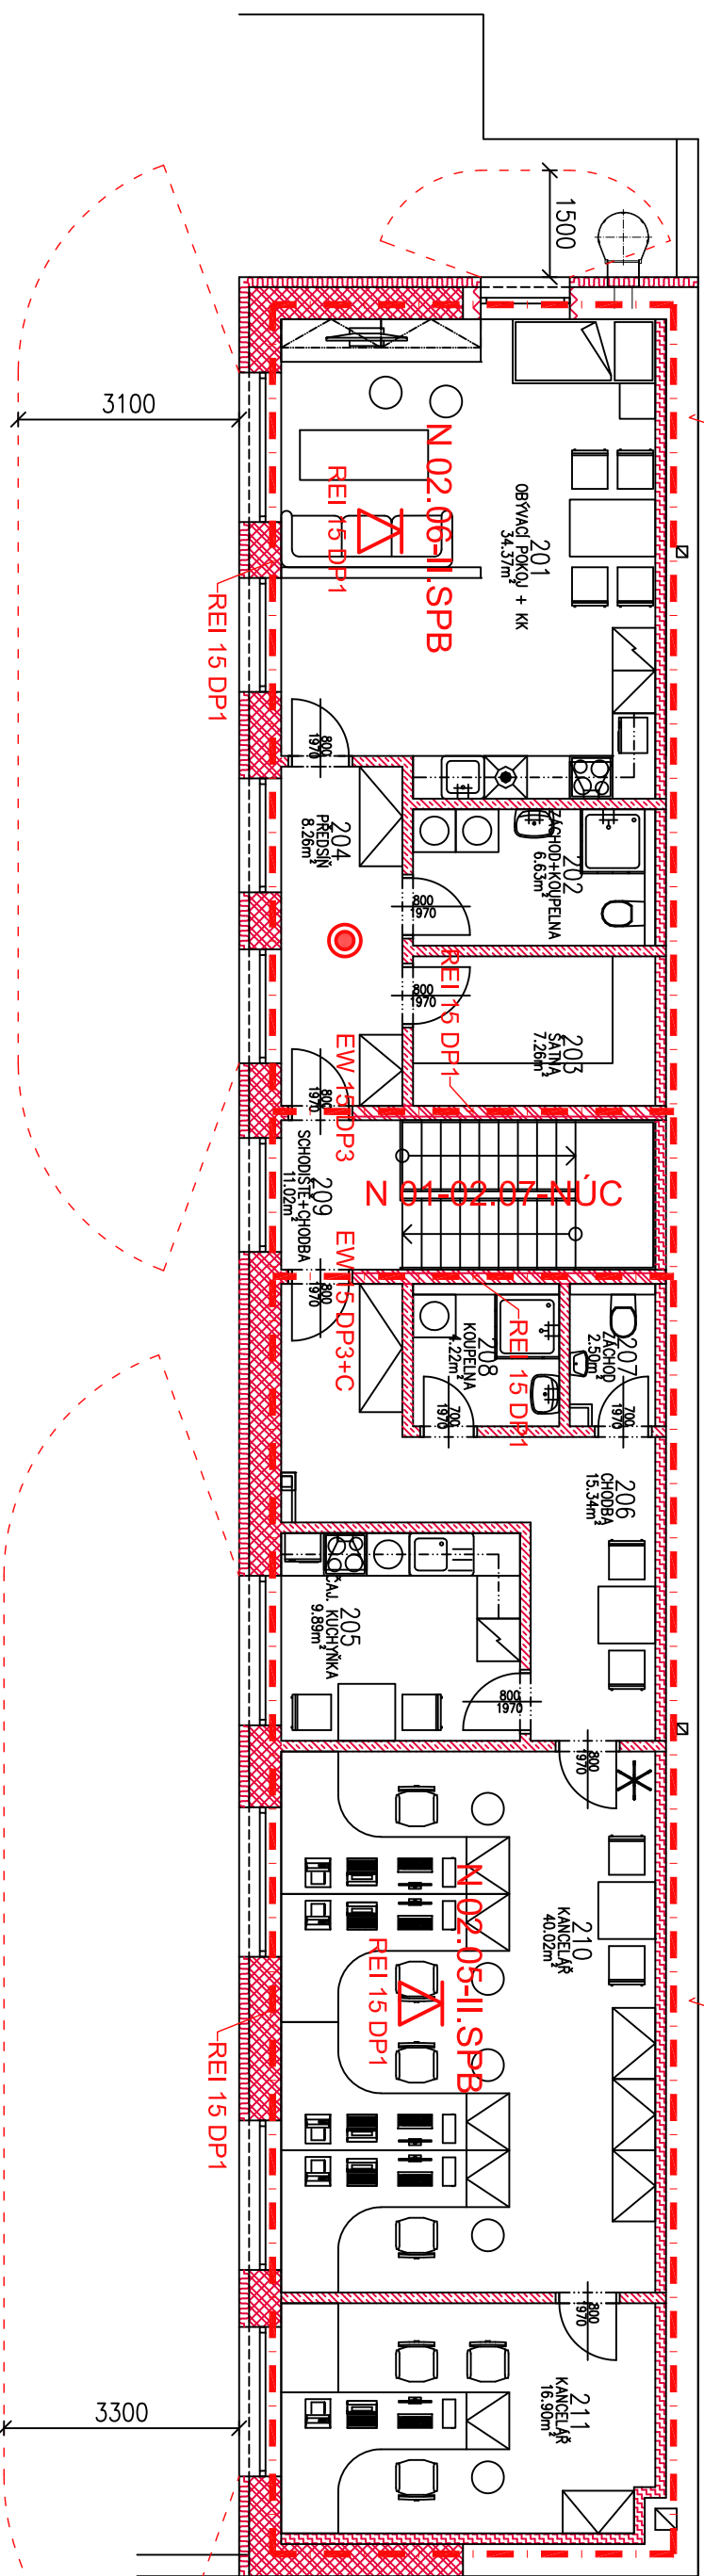 1500
3100
N 02.06-II.SPB
REI 15 DP1
201
OBÝVACÍ POKOJ + KK
34.37m²
REI 15 DP1
800
1970
204
PŘEDSÍŇ
8.26m²
202
ZÁCHOD+KOUPELNA
6.63m²
800
1970
800
1970
REI 15 DP1
203
ŠATNA
7.26m²
EW 15 DP3
800
1970
209
SCHODIŠTĚ+CHODBA
11.02m²
N 01-02.07-NÚC
EW 15 DP3+C
800
1970
REI 15 DP1
208
KOUPELNA
4.22m²
207
ZÁCHOD
2.50m²
700
1970
700
1970
206
CHODBA
15.34m²
205
ČAJ. KUCHYŇKA
9.89m²
800
1970
800
1970
N 02.05-II.SPB
REI 15 DP1
210
KANCELÁŘ
40.02m²
REI 15 DP1
800
1970
211
KANCELÁŘ
16.90m²
3300